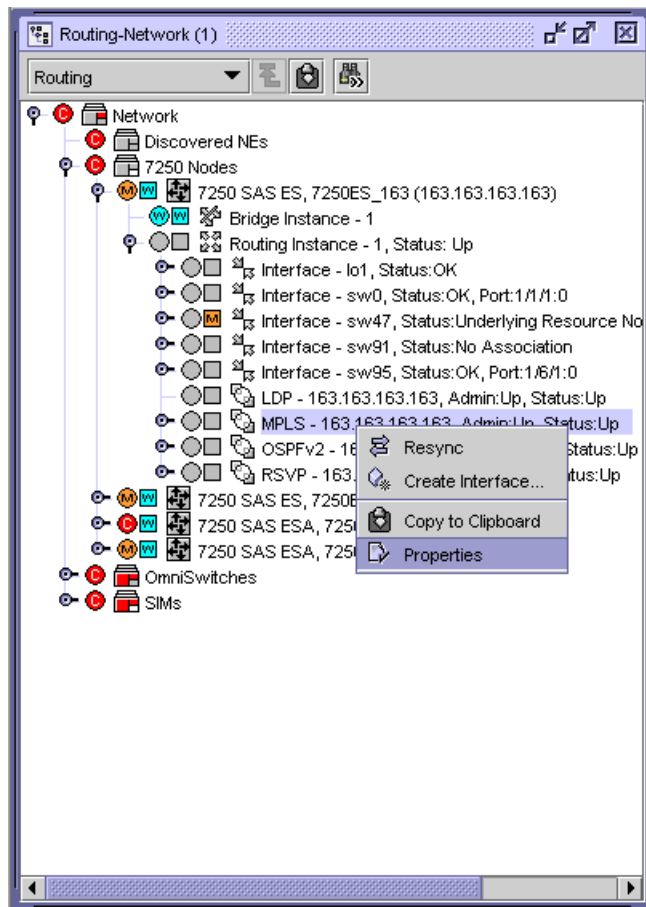 Routing-Network (1)
Routing
C Network
C Discovered NEs
C 7250 Nodes
M W 7250 SAS ES, 7250ES_163 (163.163.163.163)
W W Bridge Instance - 1
Routing Instance - 1, Status: Up
Interface - lo1, Status:OK
Interface - sw0, Status:OK, Port:1/1/1:0
M Interface - sw47, Status:Underlying Resource No
Interface - sw91, Status:No Association
Interface - sw95, Status:OK, Port:1/6/1:0
LDP - 163.163.163.163, Admin:Up, Status:Up
MPLS - 163.163.163.163, Admin:Up, Status:Up
OSPFv2 - 16 Status:Up
Resync
RSVP - 163. tus:Up
Create Interface...
M W 7250 SAS ES, 7250E
C W 7250 SAS ESA, 725
Copy to Clipboard
M W 7250 SAS ESA, 725
Properties
C OmniSwitches
C SIMs